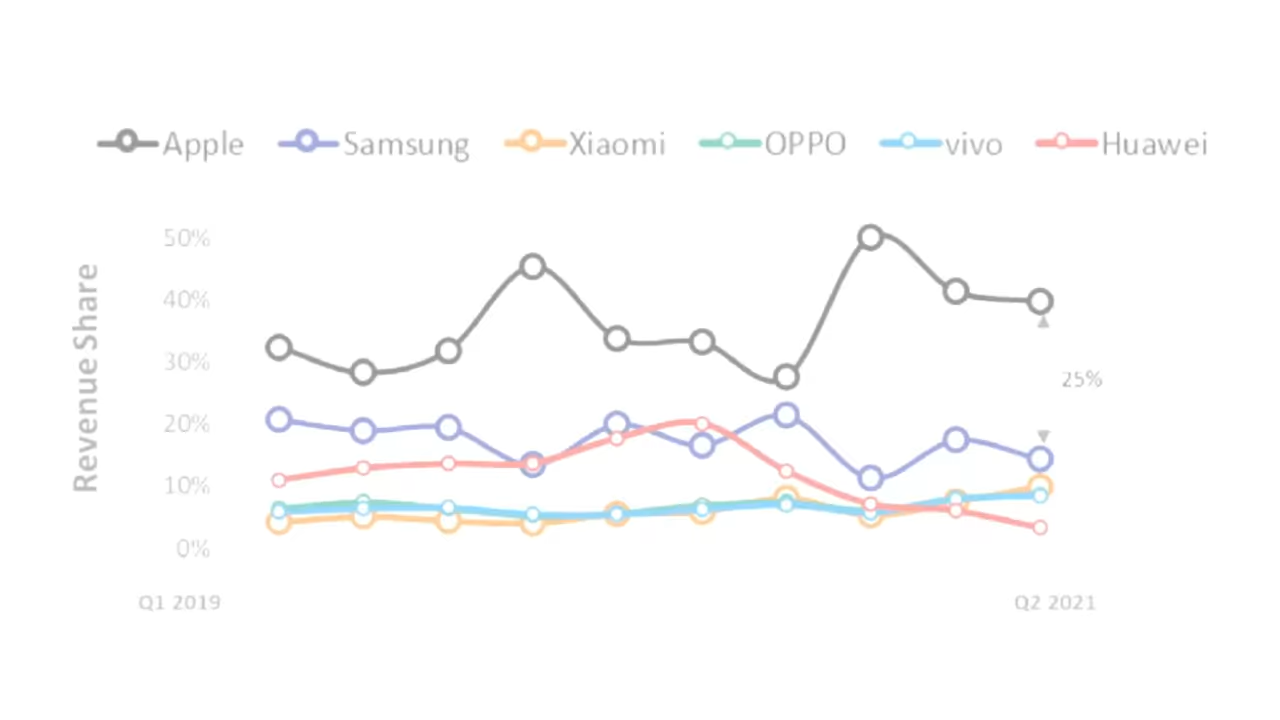 Apple Samsung Xiaomi OPPO vivo Huawei
Revenue Share
50%
40%
30%
25%
20%
10%
0%
Q1 2019 Q2 2021